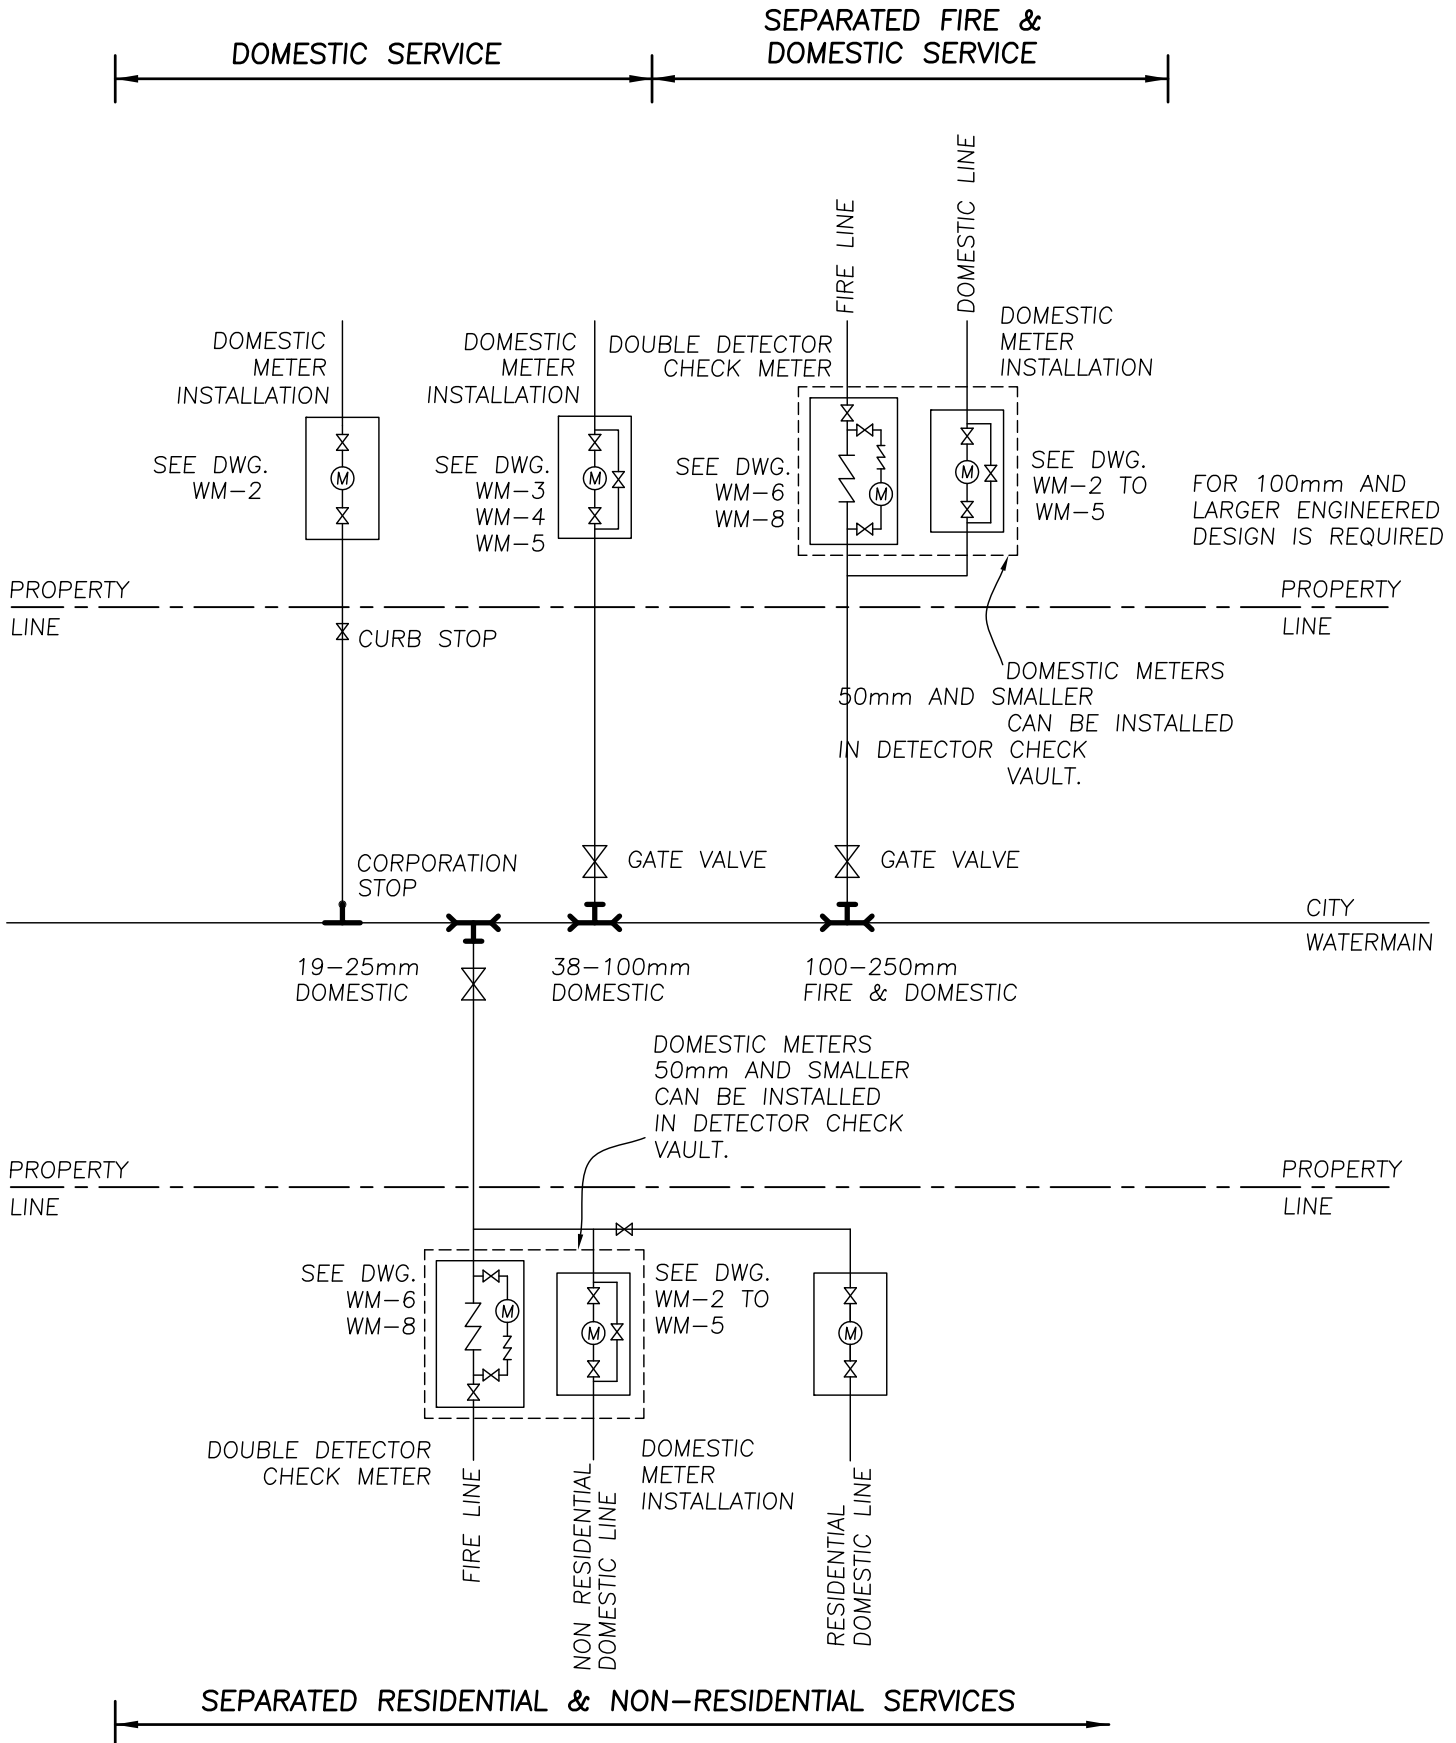 DOMESTIC SERVICE
SEPARATED FIRE &
DOMESTIC SERVICE
FIRE LINE
DOMESTIC LINE
DOMESTIC
METER
INSTALLATION
SEE DWG.
WM-2
M
DOMESTIC
METER
INSTALLATION
SEE DWG.
WM-3
WM-4
WM-5
M
DOUBLE DETECTOR
CHECK METER
SEE DWG.
WM-6
WM-8
M
M
DOMESTIC
METER
INSTALLATION
SEE DWG.
WM-2 TO
WM-5
FOR 100mm AND
LARGER ENGINEERED
DESIGN IS REQUIRED
PROPERTY
LINE
PROPERTY
LINE
CURB STOP
DOMESTIC METERS
50mm AND SMALLER
CAN BE INSTALLED
IN DETECTOR CHECK
VAULT.
CORPORATION
STOP
GATE VALVE
GATE VALVE
CITY
WATERMAIN
19-25mm
DOMESTIC
38-100mm
DOMESTIC
100-250mm
FIRE & DOMESTIC
DOMESTIC METERS
50mm AND SMALLER
CAN BE INSTALLED
IN DETECTOR CHECK
VAULT.
PROPERTY
LINE
PROPERTY
LINE
SEE DWG.
WM-6
WM-8
M
M
SEE DWG.
WM-2 TO
WM-5
M
DOUBLE DETECTOR
CHECK METER
FIRE LINE
NON RESIDENTIAL
DOMESTIC LINE
DOMESTIC
METER
INSTALLATION
RESIDENTIAL
DOMESTIC LINE
SEPARATED RESIDENTIAL & NON-RESIDENTIAL SERVICES